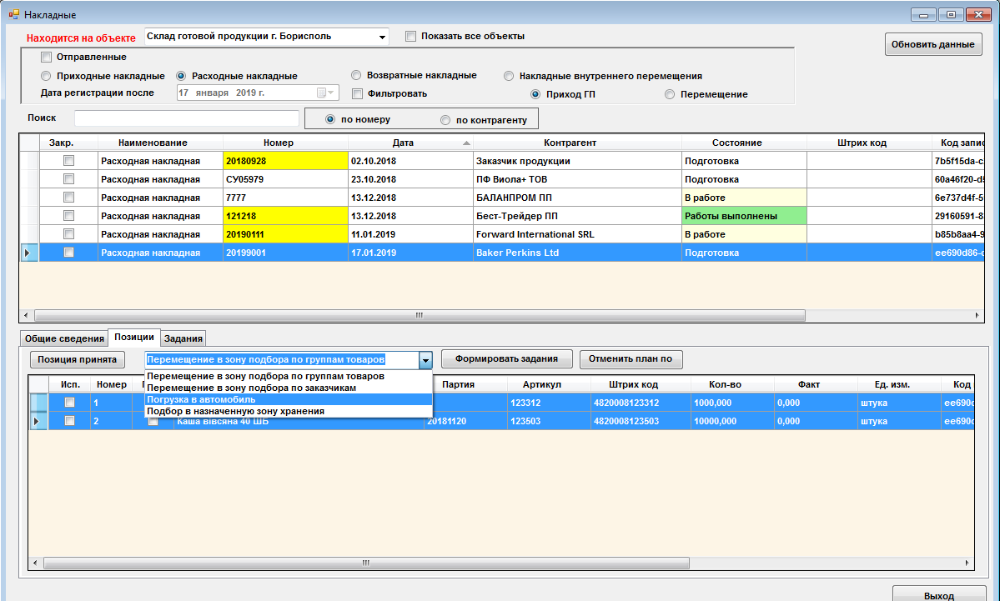 Накладные
Находится на объекте Склад готовой продукции г. Борисполь Показать все объекты Обновить данные
Отправленные
Приходные накладные Расходные накладные Возвратные накладные Накладные внутреннего перемещения
Дата регистрации после 17 января 2019 г. Фильтровать Приход ГП Перемещение
Поиск по номеру по контрагенту
Закр. Наименование Номер Дата Контрагент Состояние Штрих код Код запис
Расходная накладная 20180928 02.10.2018 Заказчик продукции Подготовка 7b5f15da-c
Расходная накладная СУ05979 23.10.2018 ПФ Виола+ ТОВ Подготовка 60a46f20-d5
Расходная накладная 7777 13.12.2018 БАЛАНПРОМ ПП В работе 6e737d4f-5
Расходная накладная 121218 13.12.2018 Бест-Трейдер ПП Работы выполнены 29160591-8
Расходная накладная 20190111 11.01.2019 Forward International SRL В работе b85b8aa4-9
Расходная накладная 20199001 17.01.2019 Baker Perkins Ltd Подготовка ee690d86-c
Общие сведения Позиции Задания
Позиция принята Перемещение в зону подбора по группам товаров Формировать задания Отменить план по
Перемещение в зону подбора по группам товаров
Перемещение в зону подбора по заказчикам
Погрузка в автомобиль
Подбор в назначенную зону хранения
Исп. Номер Партия Артикул Штрих код Кол-во Факт Ед. изм. Код
1 123312 4820008123312 1000,000 0,000 штука ee690
2 Каша вівсяна 40 ШБ 20181120 123503 4820008123503 10000,000 0,000 штука ee690
Выход